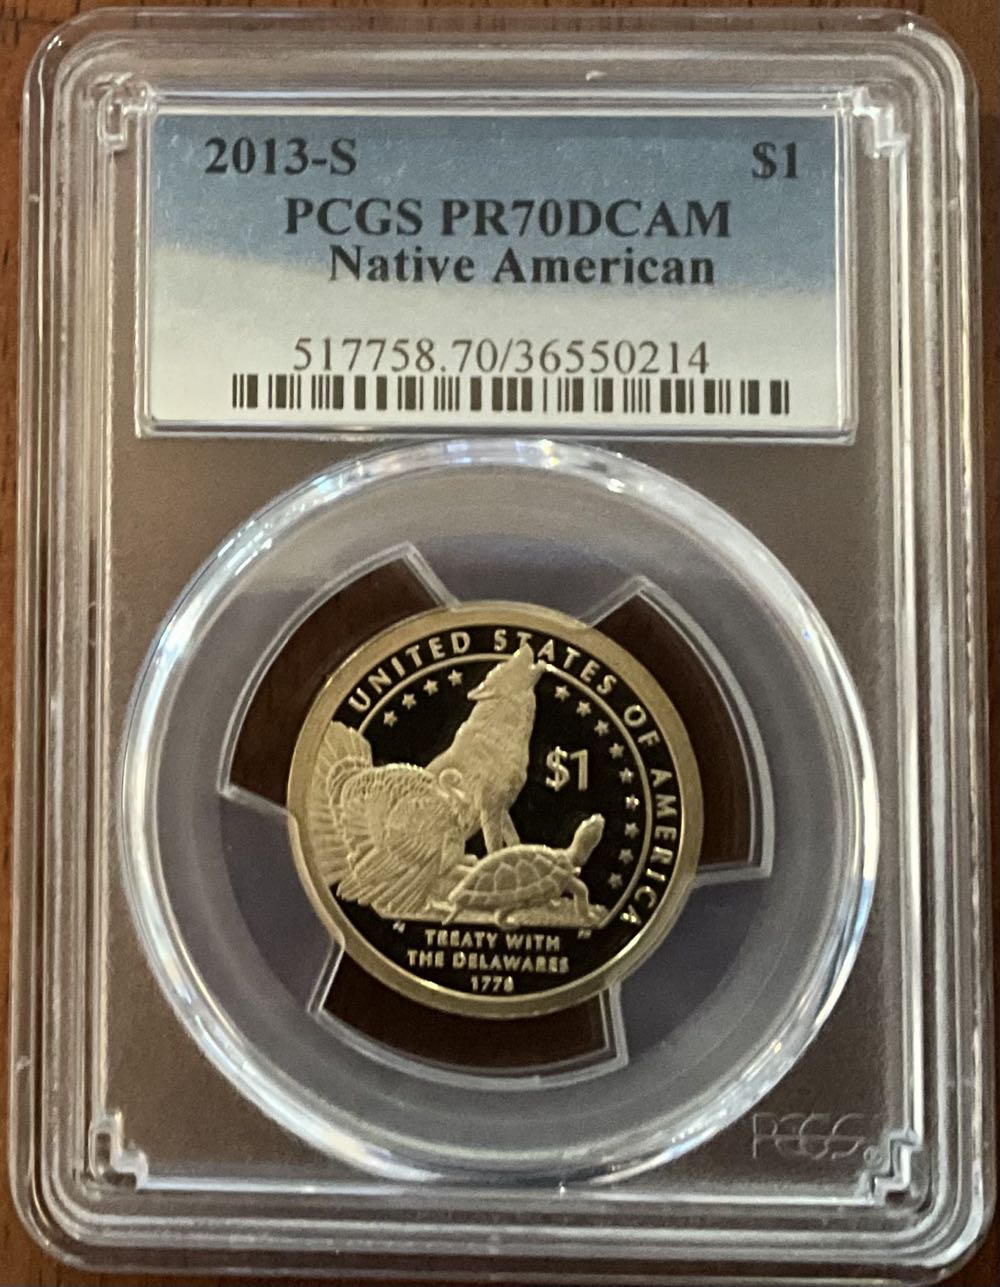 2013-S $1
PCGS PR70DCAM
Native American
517758.70/36550214
UNITED STATES OF AMERICA
$1
TREATY WITH
THE DELAWARES
1778
PCGS